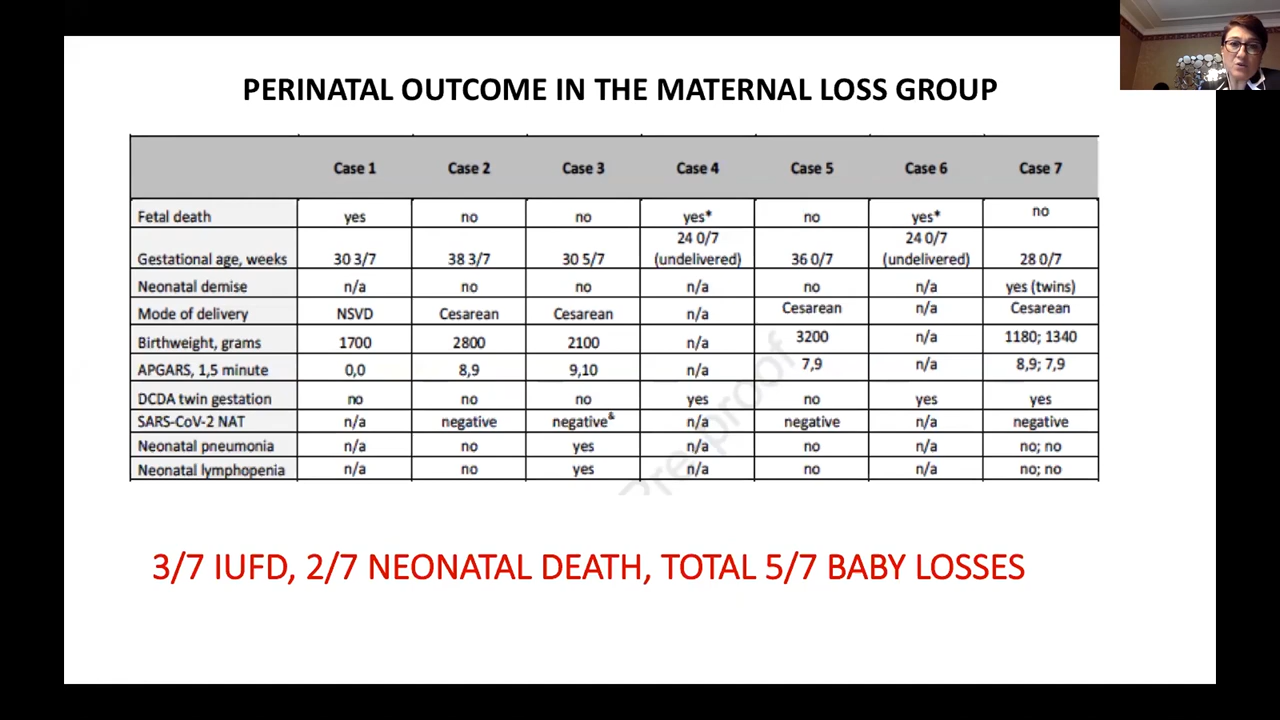 PERINATAL OUTCOME IN THE MATERNAL LOSS GROUP
Case 1 Case 2 Case 3 Case 4 Case 5 Case 6 Case 7
Fetal death yes no no yes* no yes* no
Gestational age, weeks 30 3/7 38 3/7 30 5/7 24 0/7 (undelivered) 36 0/7 24 0/7 (undelivered) 28 0/7
Neonatal demise n/a no no n/a no n/a yes (twins)
Mode of delivery NSVD Cesarean Cesarean n/a Cesarean n/a Cesarean
Birthweight, grams 1700 2800 2100 n/a 3200 n/a 1180; 1340
APGARS, 1,5 minute 0,0 8,9 9,10 n/a 7,9 n/a 8,9; 7,9
DCDA twin gestation no no no yes no yes yes
SARS-CoV-2 NAT n/a negative negative& n/a negative n/a negative
Neonatal pneumonia n/a no yes n/a no n/a no; no
Neonatal lymphopenia n/a no yes n/a no n/a no; no
Pre-proof
3/7 IUFD, 2/7 NEONATAL DEATH, TOTAL 5/7 BABY LOSSES